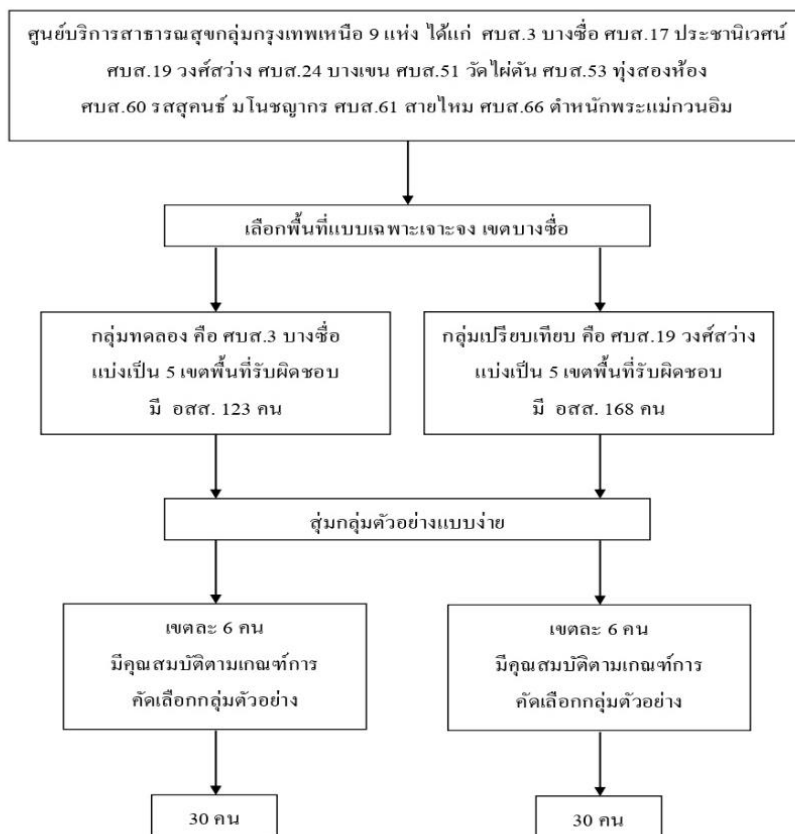 ศูนย์บริการสาธารณสุขกลุ่มกรุงเทพเหนือ 9 แห่ง ได้แก่ ศบส.3 บางซื่อ ศบส.17 ประชานิเวศน์
ศบส.19 วงศ์สว่าง ศบส.24 บางเขน ศบส.51 วัดไผ่ตัน ศบส.53 ทุ่งสองห้อง
ศบส.60 รสสุคนธ์ มโนชญากร ศบส.61 สายไหม ศบส.66 ตำหนักพระแม่กวนอิม
เลือกพื้นที่แบบเฉพาะเจาะจง เขตบางซื่อ
กลุ่มทดลอง คือ ศบส.3 บางซื่อ
แบ่งเป็น 5 เขตพื้นที่รับผิดชอบ
มี อสส. 123 คน
กลุ่มเปรียบเทียบ คือ ศบส.19 วงศ์สว่าง
แบ่งเป็น 5 เขตพื้นที่รับผิดชอบ
มี อสส. 168 คน
สุ่มกลุ่มตัวอย่างแบบง่าย
เขตละ 6 คน
มีคุณสมบัติตามเกณฑ์การ
คัดเลือกกลุ่มตัวอย่าง
เขตละ 6 คน
มีคุณสมบัติตามเกณฑ์การ
คัดเลือกกลุ่มตัวอย่าง
30 คน
30 คน